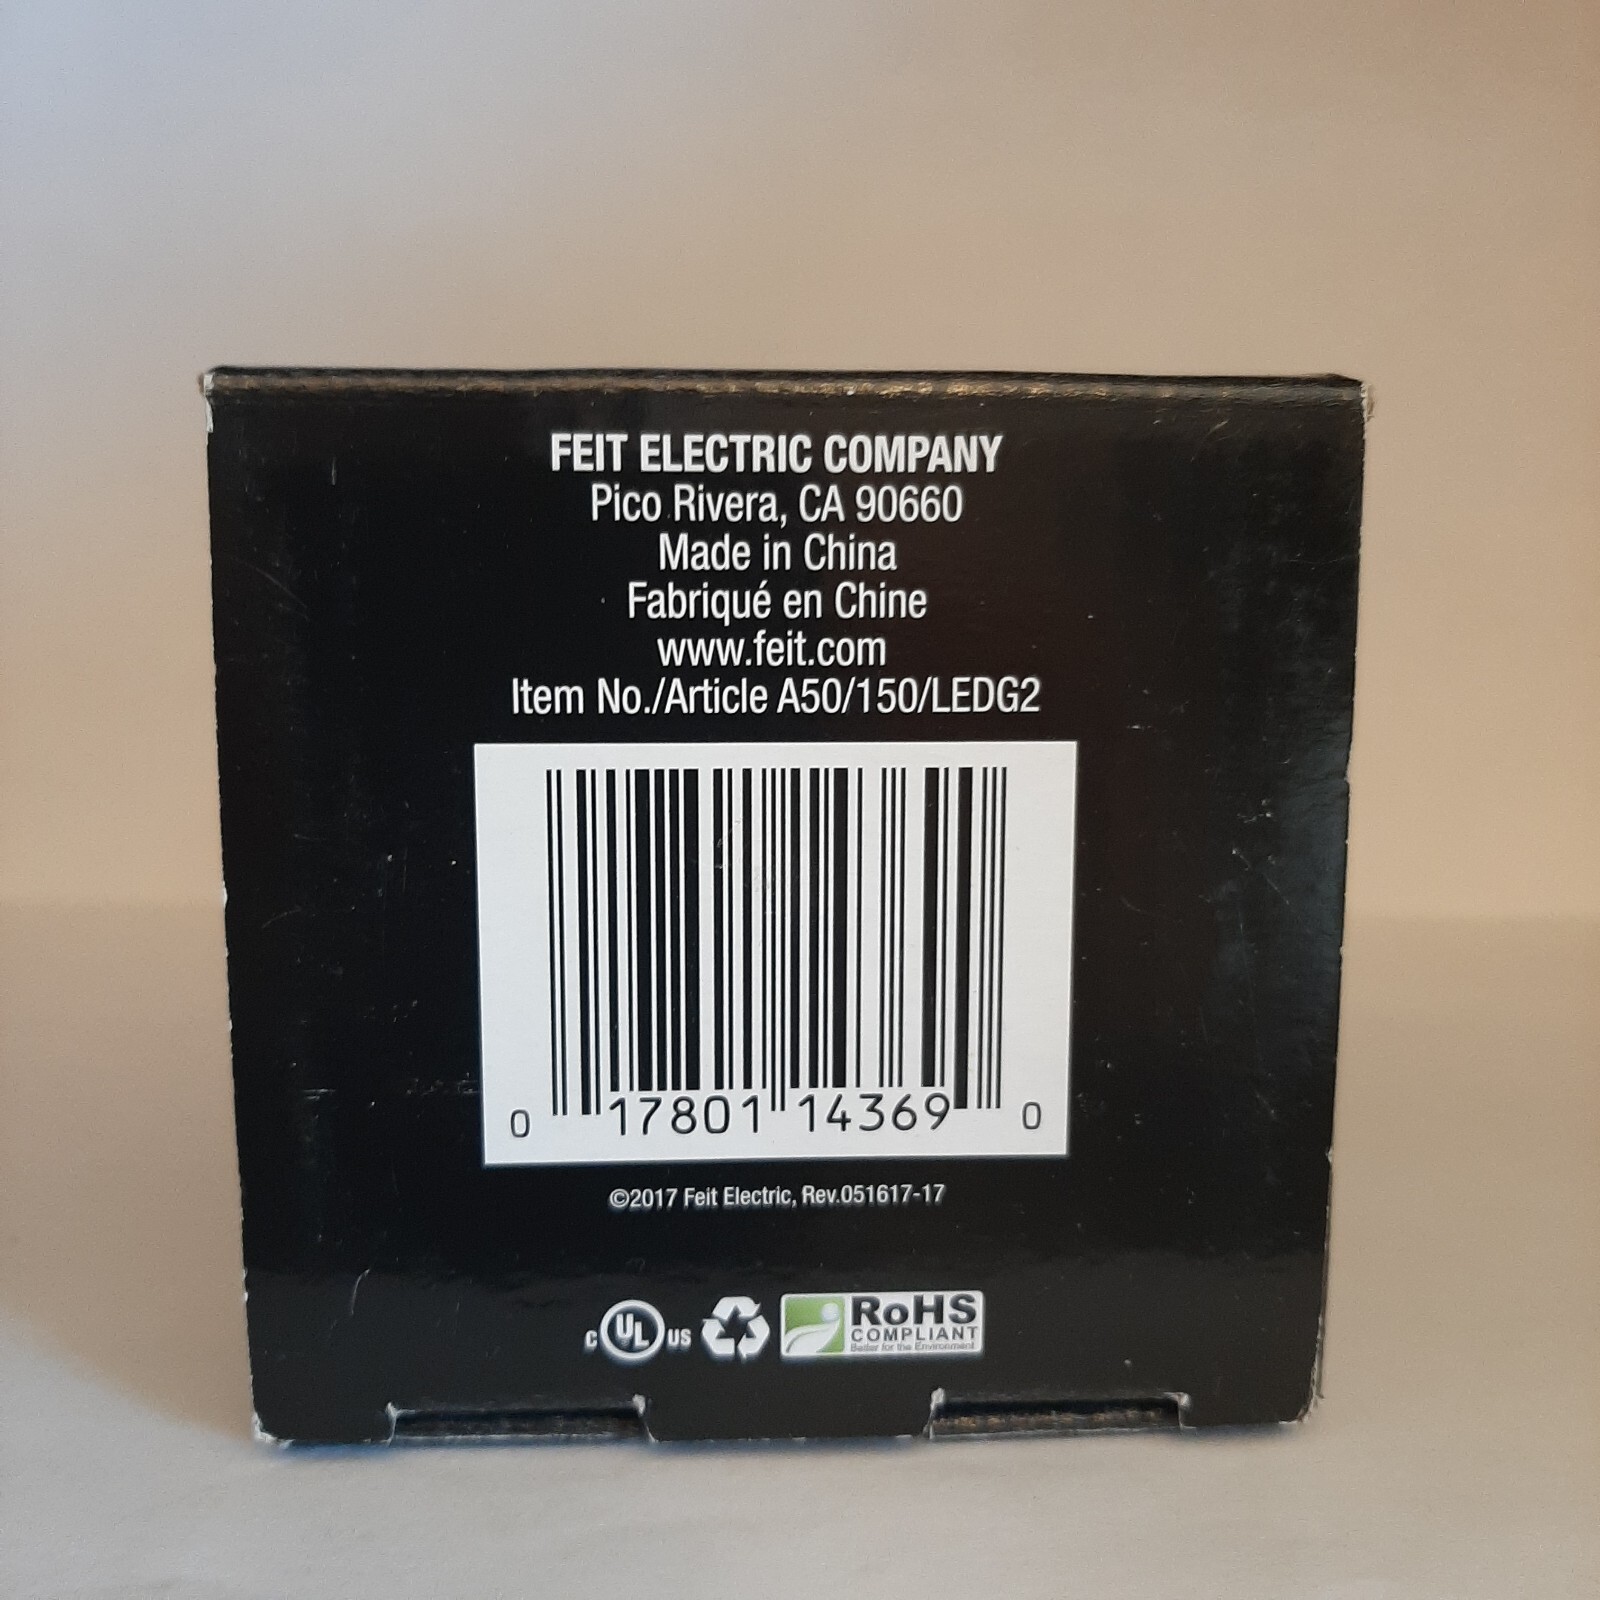 FEIT ELECTRIC COMPANY
Pico Rivera, CA 90660
Made in China
Fabriqué en Chine
www.feit.com
Item No./Article A50/150/LEDG2
0 17801 14369 0
©2017 Feit Electric, Rev.051617-17
C UL US
RoHS
COMPLIANT
Better for the Environment